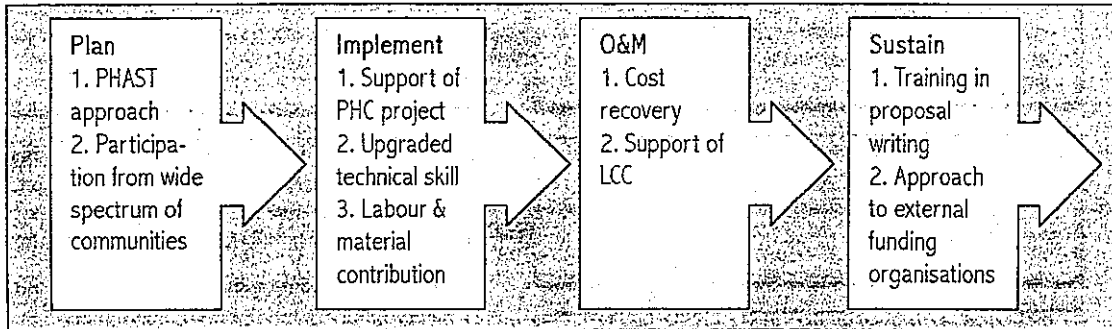 Plan
1. PHAST
approach
2. Participa-
tion from wide
spectrum of
communities
Implement
1. Support of
PHC project
2. Upgraded
technical skill
3. Labour &
material
contribution
O&M
1. Cost
recovery
2. Support of
LCC
Sustain
1. Training in
proposal
writing
2. Approach
to external
funding
organisations